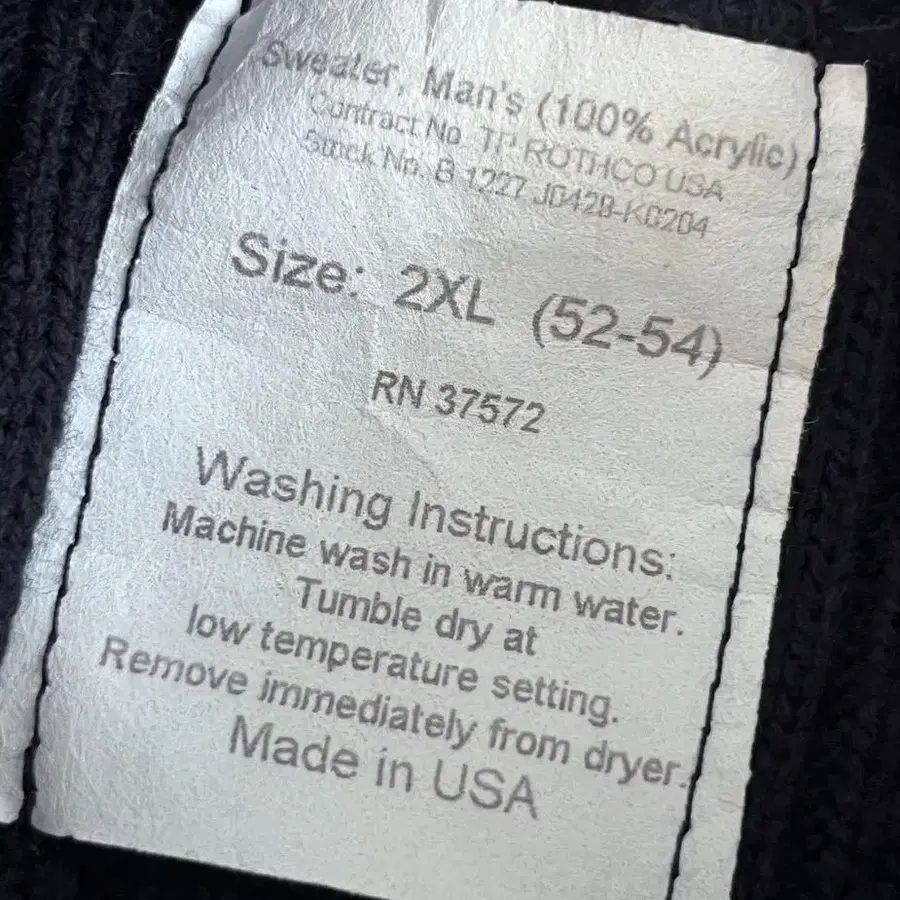 Sweater, Man's (100% Acrylic)
Contract No. TP-ROTHCO USA
Stock No. 8 1227 J0428-K0204
Size: 2XL (52-54)
RN 37572
Washing Instructions:
Machine wash in warm water.
Tumble dry at
low temperature setting.
Remove immediately from dryer.
Made in USA